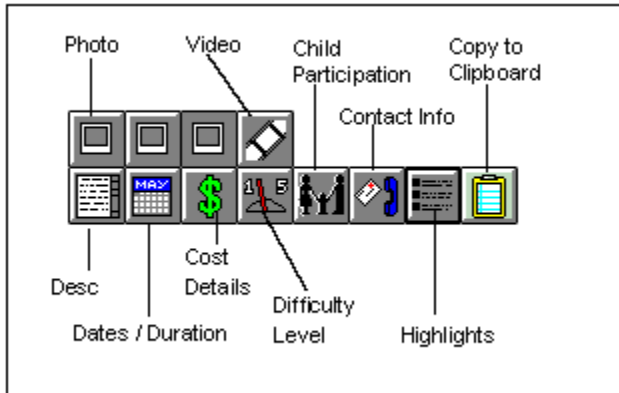 Photo
Video
Child
Participation
Copy to
Clipboard
Contact Info
MAY
1 5
$
Desc
Cost
Details
Dates / Duration
Difficulty
Level
Highlights